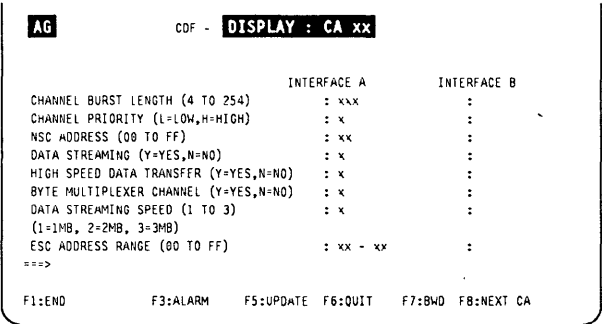 AG CDF - DISPLAY : CA xx
INTERFACE A INTERFACE B
CHANNEL BURST LENGTH (4 TO 254) : xxx :
CHANNEL PRIORITY (L=LOW,H=HIGH) : x :
NSC ADDRESS (00 TO FF) : xx :
DATA STREAMING (Y=YES,N=NO) : x :
HIGH SPEED DATA TRANSFER (Y=YES,N=NO) : x :
BYTE MULTIPLEXER CHANNEL (Y=YES,N=NO) : x :
DATA STREAMING SPEED (1 TO 3) : x :
(1=1MB, 2=2MB, 3=3MB)
ESC ADDRESS RANGE (00 TO FF) : xx - xx :
===>
F1:END F3:ALARM F5:UPDATE F6:QUIT F7:BWD F8:NEXT CA